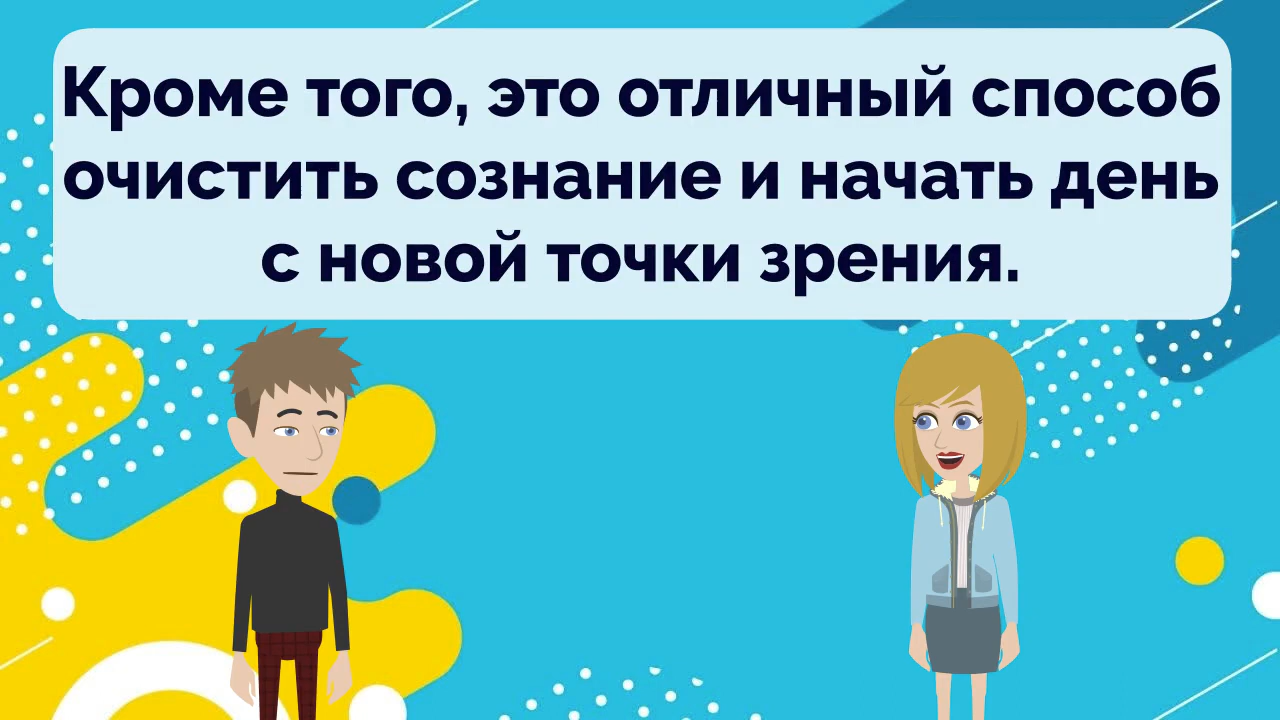 Кроме того, это отличный способ
очистить сознание и начать день
с новой точки зрения.